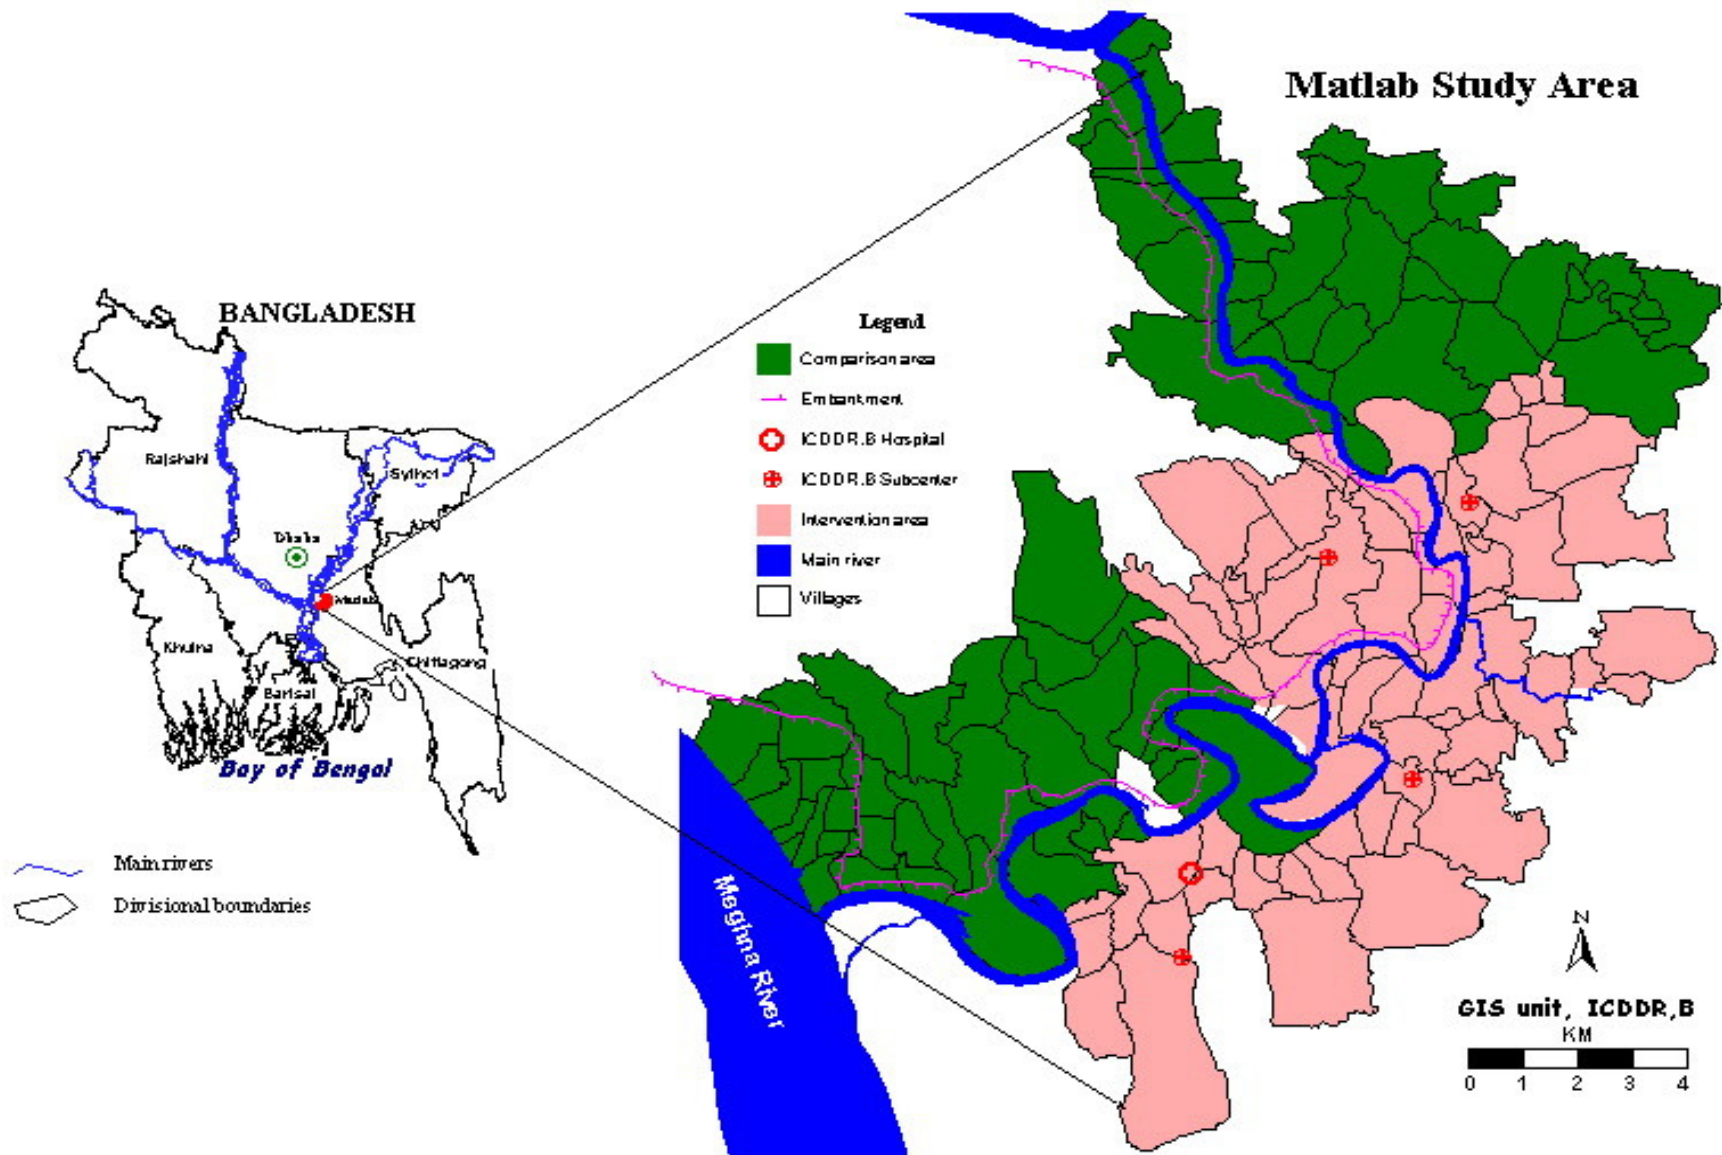 Matlab Study Area
BANGLADESH
Rajshahi
Sylhet
Dhaka
Matlab
Khulna
Chittagong
Barisal
Bay of Bengal
Main rivers
Divisional boundaries
Legend
Comparison area
Embankment
ICDDR,B Hospital
ICDDR,B Subcenter
Intervention area
Main river
Villages
Meghna River
N
GIS unit, ICDDR,B
KM
0 1 2 3 4